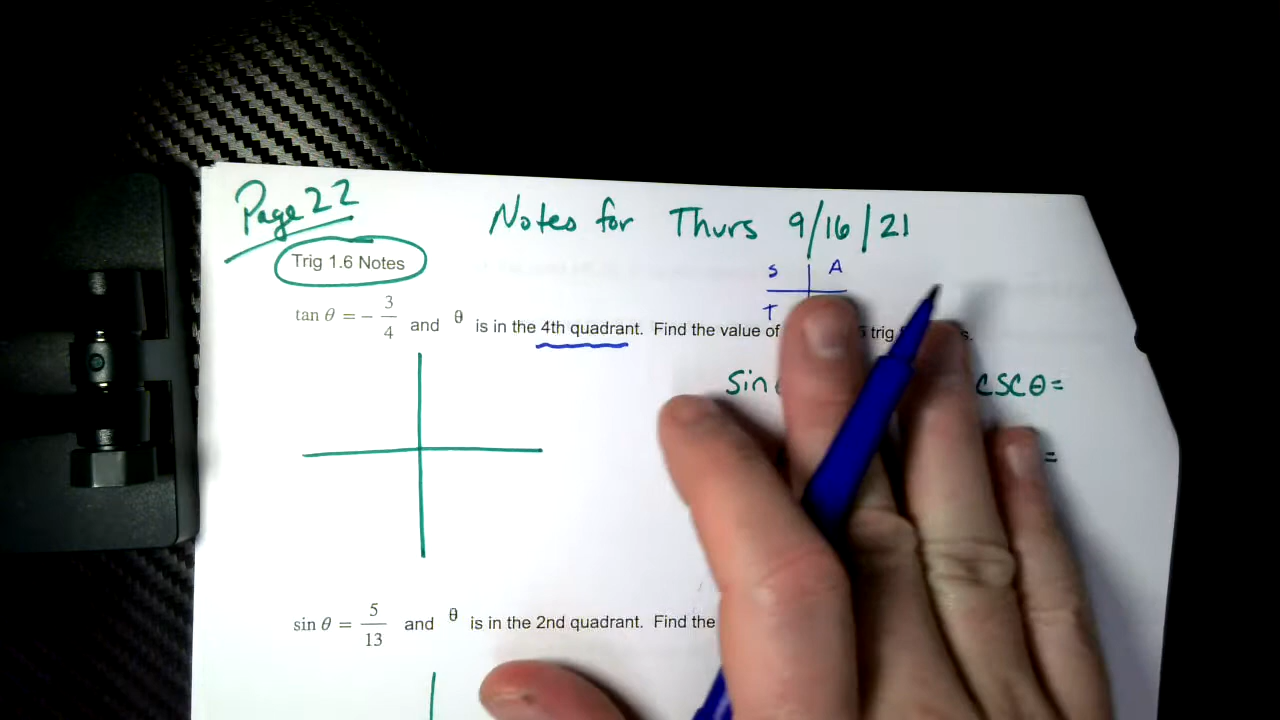 Page 22
Notes for Thurs 9/16/21
Trig 1.6 Notes
S A
T
tan θ = - 3/4 and θ is in the 4th quadrant. Find the value of trig
sin csc θ =
=
sin θ = 5/13 and θ is in the 2nd quadrant. Find the